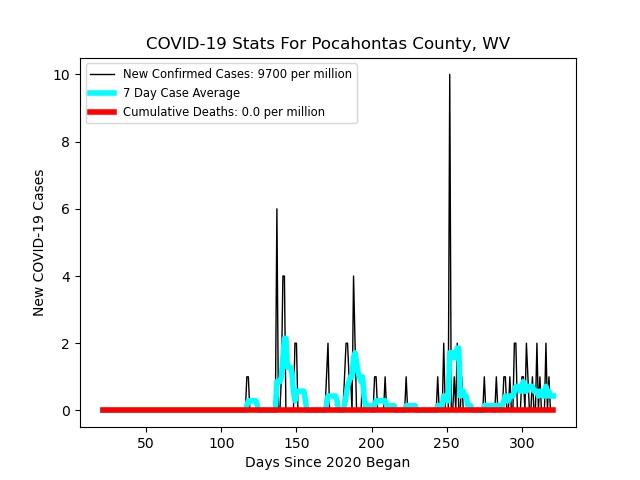 COVID-19 Stats For Pocahontas County, WV
New Confirmed Cases: 9700 per million
7 Day Case Average
Cumulative Deaths: 0.0 per million
New COVID-19 Cases
10
8
6
4
2
0
50 100 150 200 250 300
Days Since 2020 Began